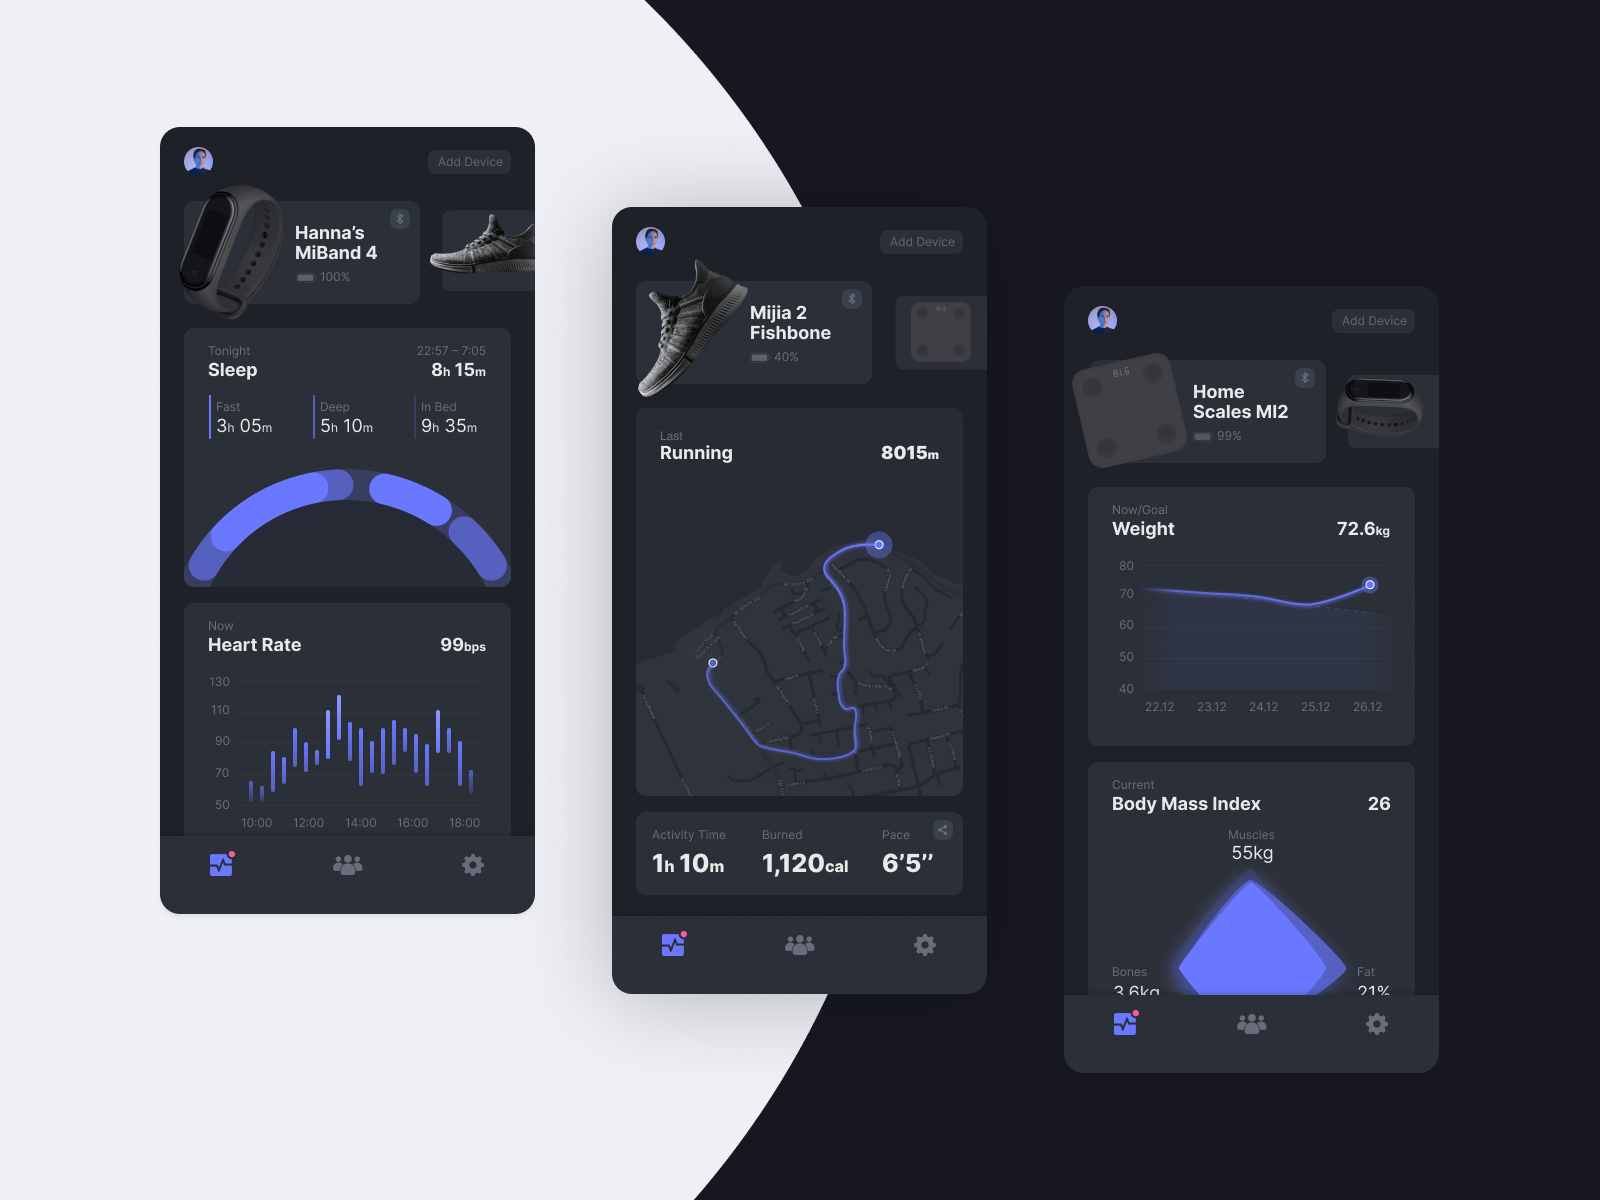 Add Device
Hanna's
MiBand 4
100%
Tonight
22:57 – 7:05
Sleep
8h 15m
Fast
Deep
In Bed
3h 05m
5h 10m
9h 35m
Now
Heart Rate
99bps
130
110
90
70
50
10:00
12:00
14:00
16:00
18:00
Add Device
Mijia 2
Fishbone
40%
Last
Running
8015m
Activity Time
Burned
Pace
1h 10m
1,120cal
6’5’’
Add Device
Home
Scales MI2
99%
Now/Goal
Weight
72.6kg
80
70
60
50
40
22.12
23.12
24.12
25.12
26.12
Current
Body Mass Index
26
Muscles
55kg
Bones
Fat
3.6kg
21%